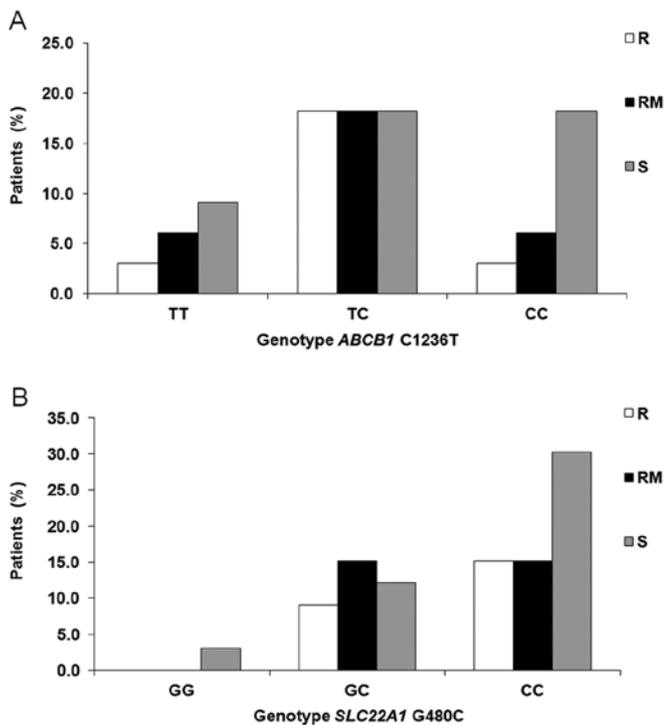 A
25.0
20.0
15.0
10.0
5.0
0.0
Patients (%)
TT TC CC
Genotype ABCB1 C1236T
R
RM
S
B
35.0
30.0
25.0
20.0
15.0
10.0
5.0
0.0
Patients (%)
GG GC CC
Genotype SLC22A1 G480C
R
RM
S